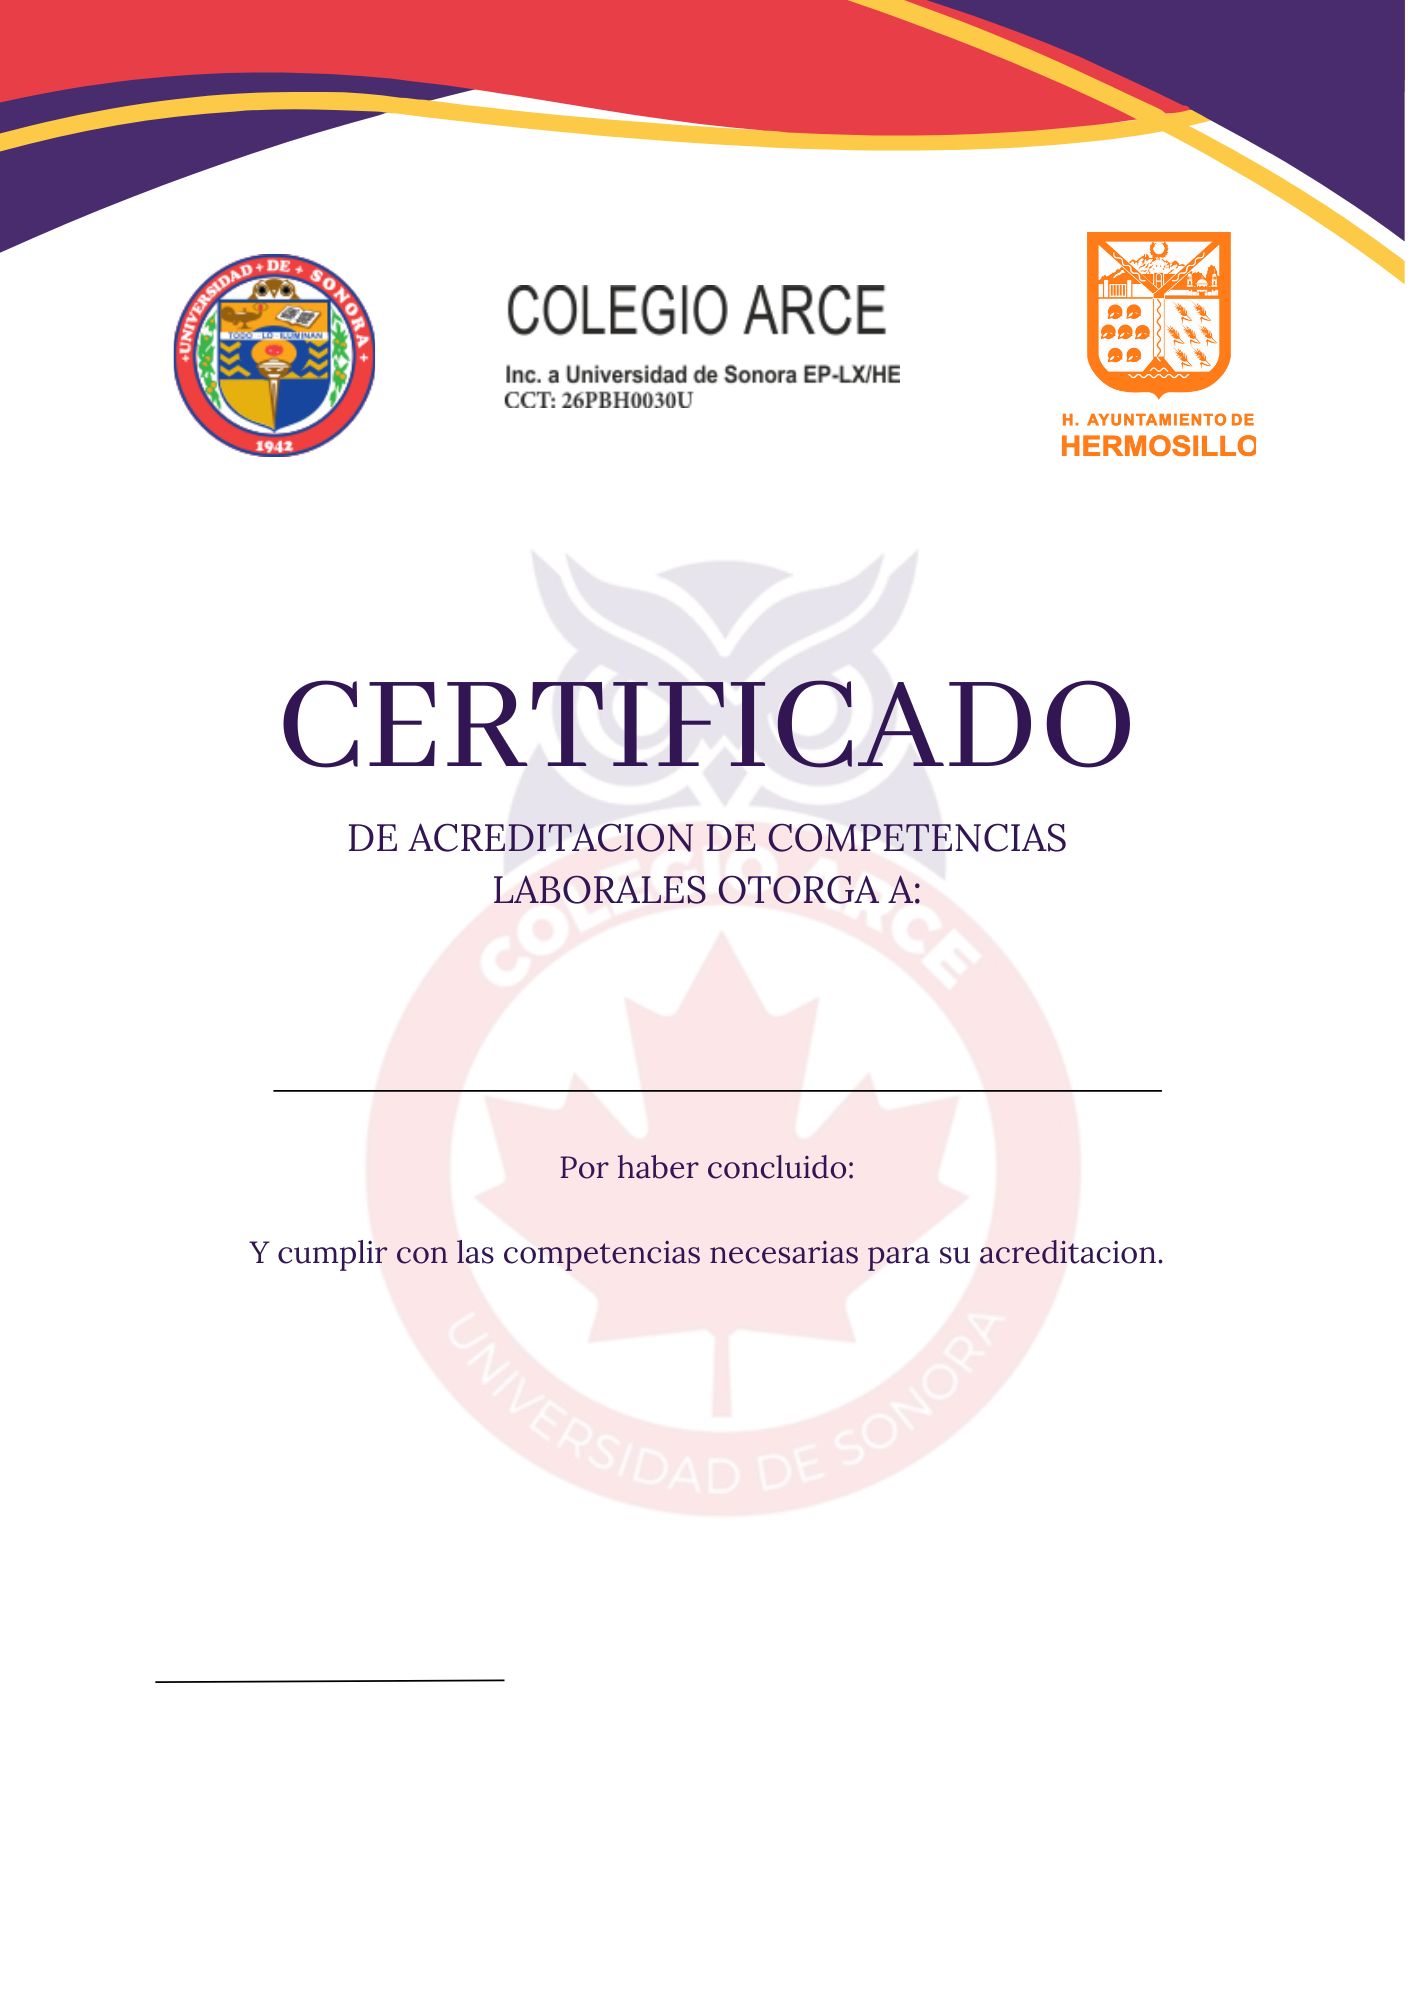 +UNIVERSIDAD + DE + SONORA +
TODO LO ILUMINAN
1942
COLEGIO ARCE
Inc. a Universidad de Sonora EP-LX/HE
CCT: 26PBH0030U
H. AYUNTAMIENTO DE
HERMOSILLO
CERTIFICADO
DE ACREDITACION DE COMPETENCIAS
LABORALES OTORGA A:
COLEGIO ARCE
Por haber concluido:
Y cumplir con las competencias necesarias para su acreditacion.
UNIVERSIDAD DE SONORA